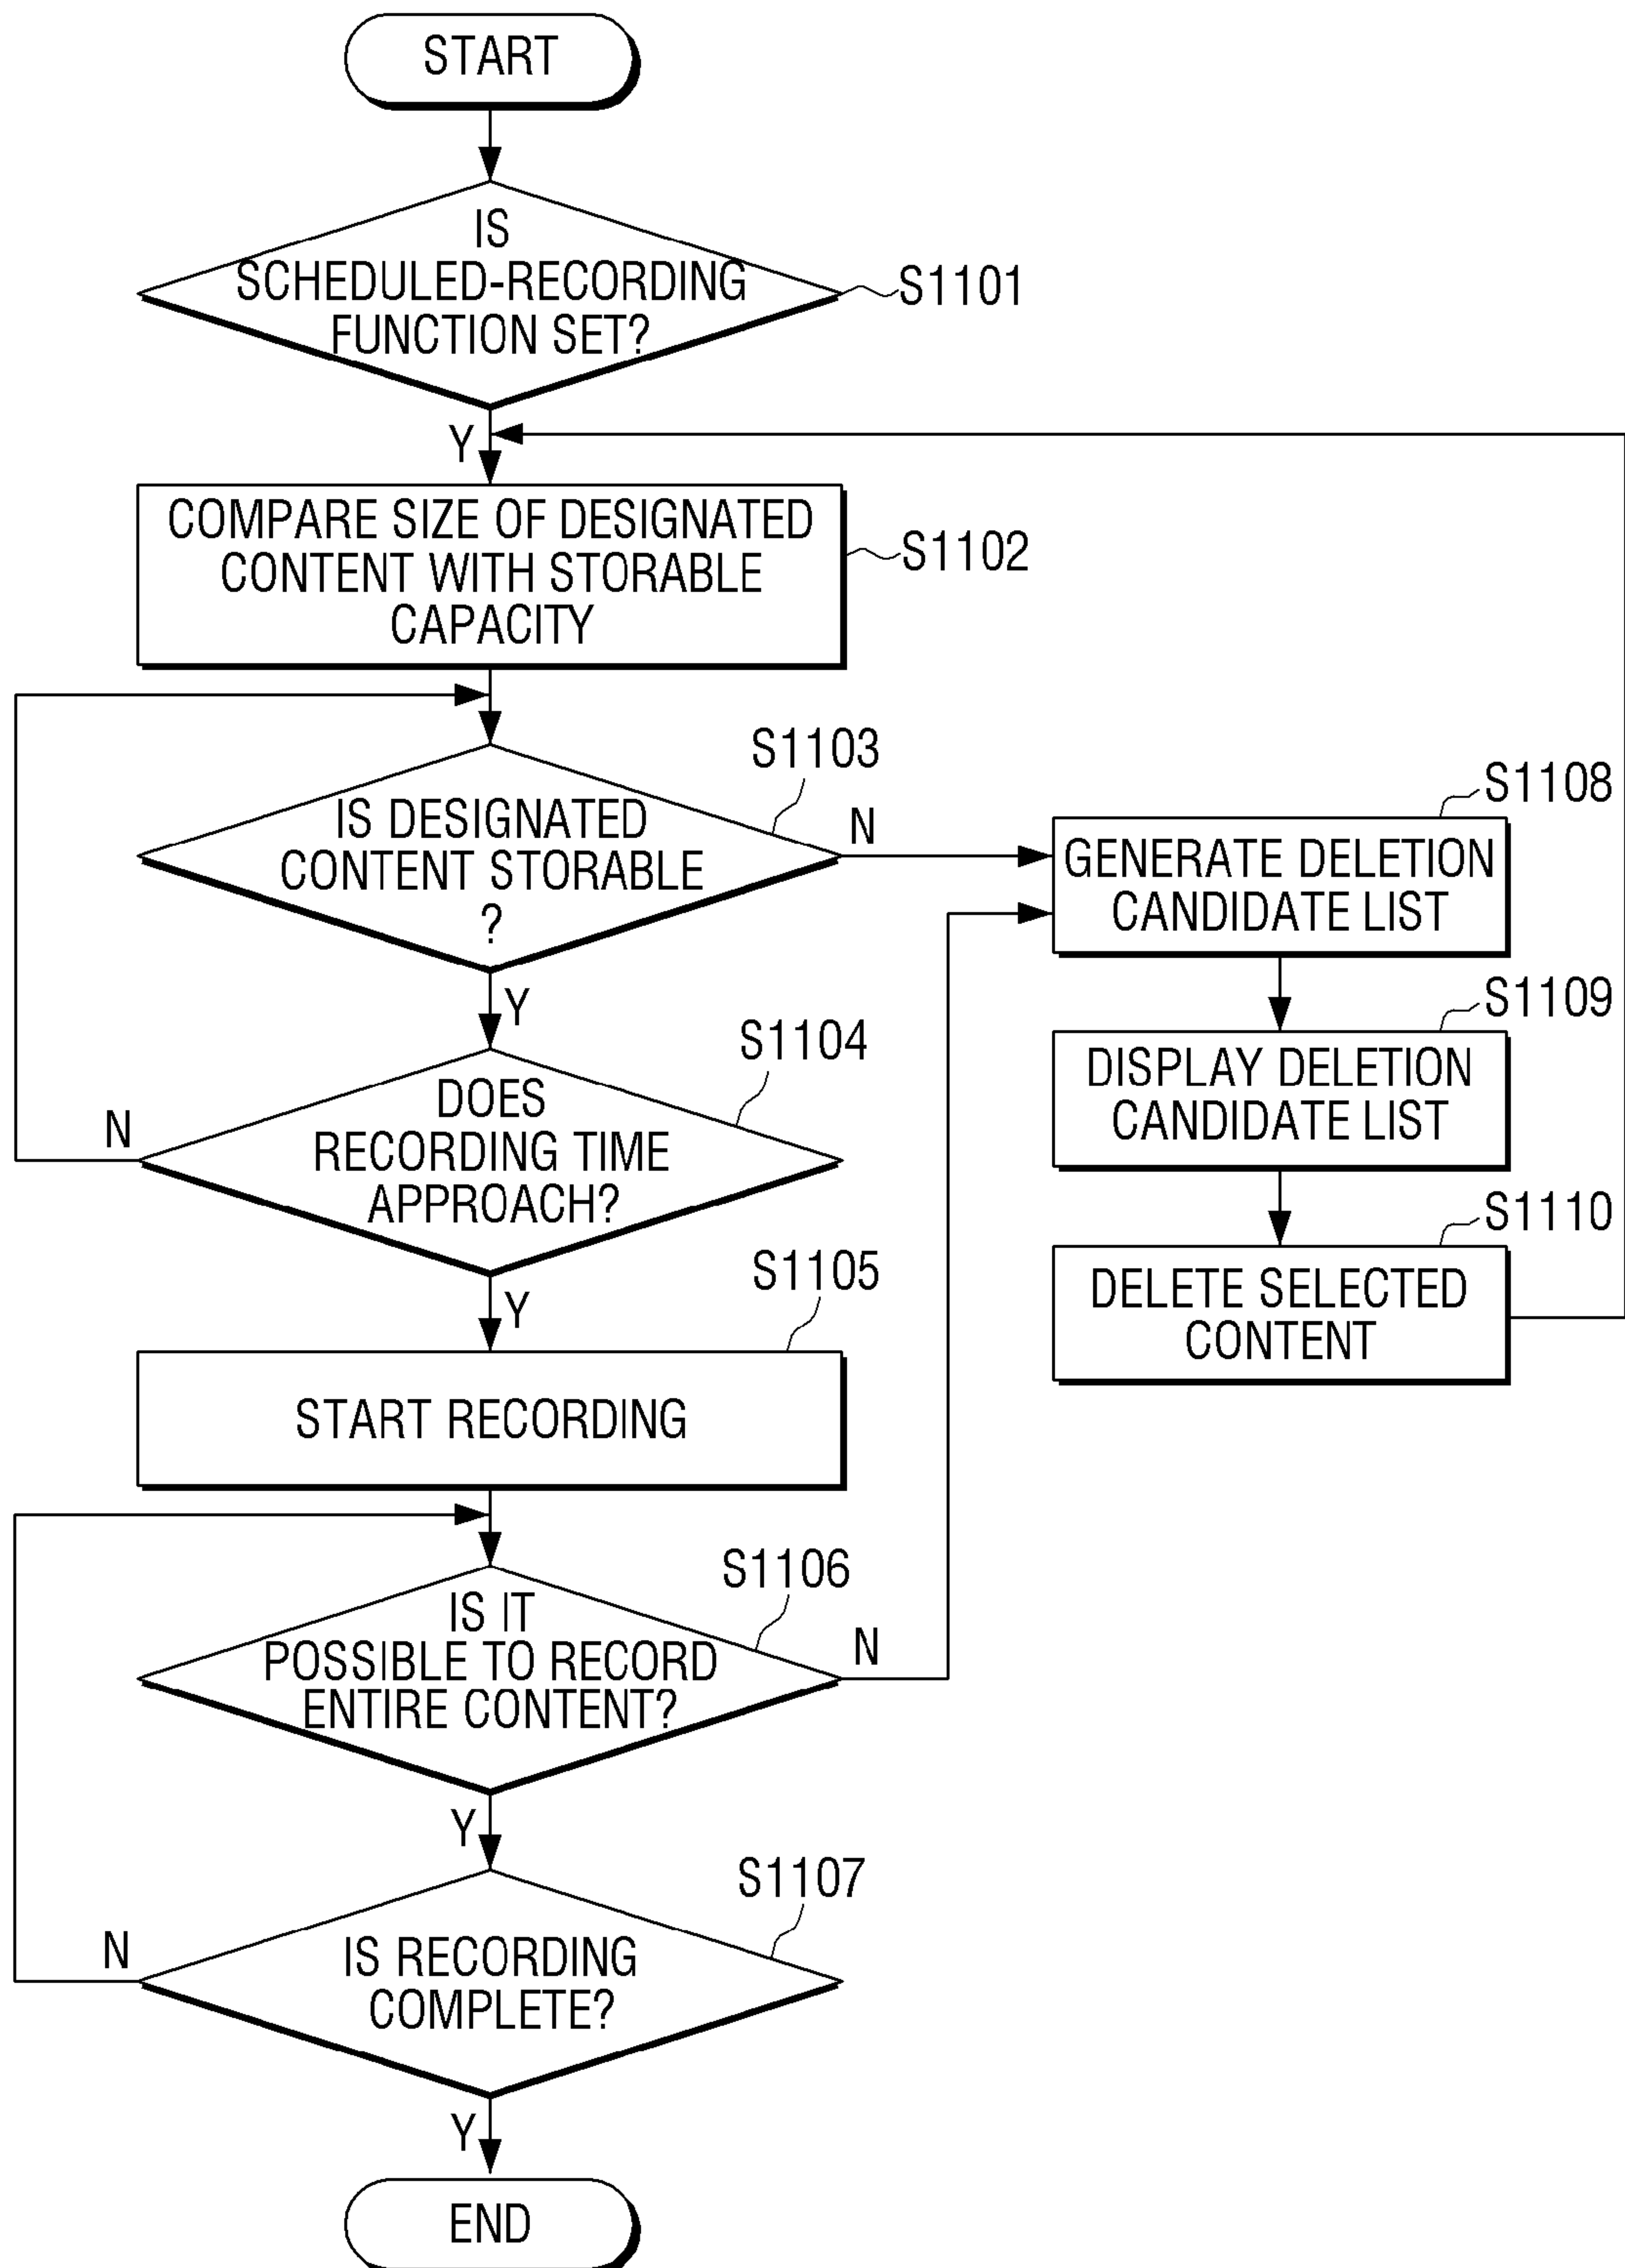 START
IS
SCHEDULED-RECORDING
FUNCTION SET?
S1101
Y
COMPARE SIZE OF DESIGNATED
CONTENT WITH STORABLE
CAPACITY
S1102
S1103
IS DESIGNATED
CONTENT STORABLE
?
N
Y
S1104
DOES
RECORDING TIME
APPROACH?
N
Y
S1105
START RECORDING
S1106
IS IT
POSSIBLE TO RECORD
ENTIRE CONTENT?
N
Y
S1107
IS RECORDING
COMPLETE?
N
Y
END
S1108
GENERATE DELETION
CANDIDATE LIST
S1109
DISPLAY DELETION
CANDIDATE LIST
S1110
DELETE SELECTED
CONTENT